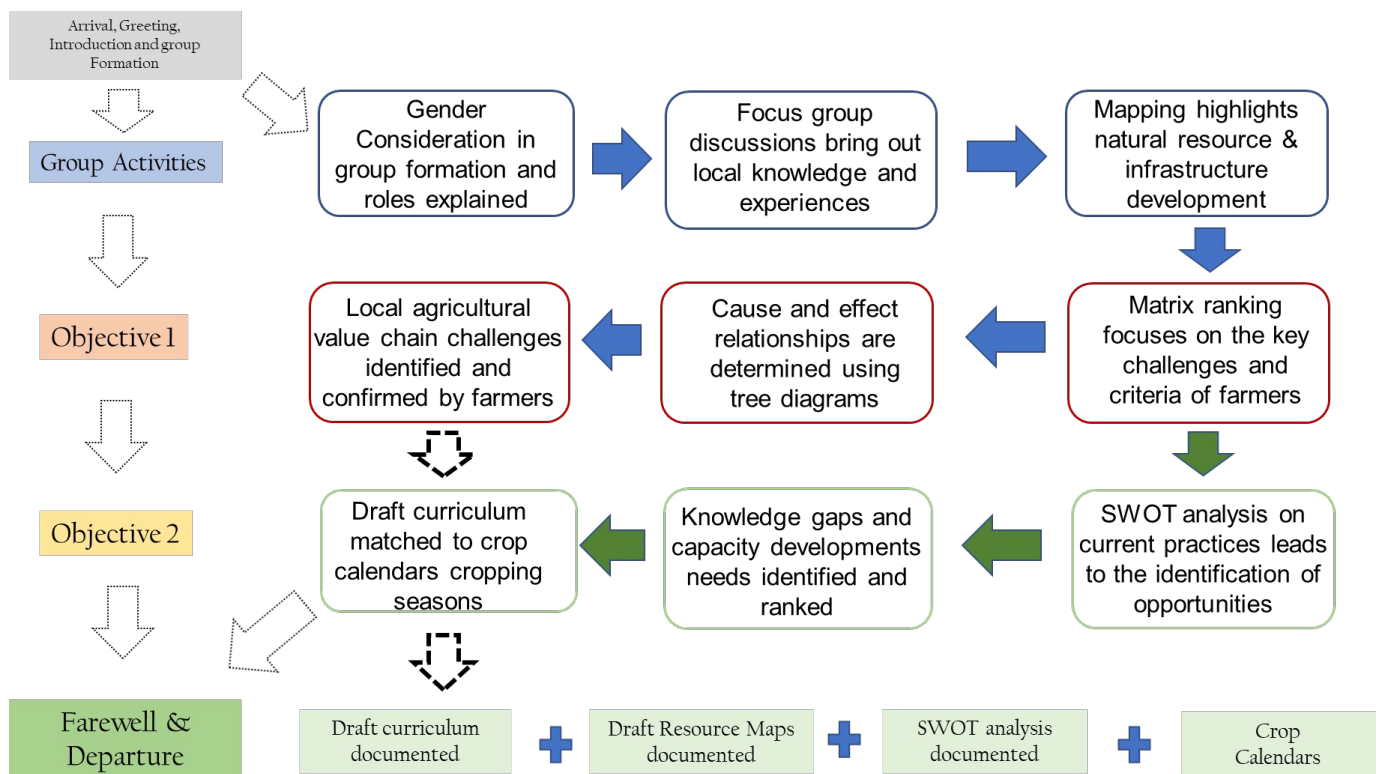 Arrival, Greeting,
Introduction and group
Formation
Group Activities
Gender
Consideration in
group formation and
roles explained
Focus group
discussions bring out
local knowledge and
experiences
Mapping highlights
natural resource &
infrastructure
development
Objective 1
Local agricultural
value chain challenges
identified and
confirmed by farmers
Cause and effect
relationships are
determined using
tree diagrams
Matrix ranking
focuses on the key
challenges and
criteria of farmers
Objective 2
Draft curriculum
matched to crop
calendars cropping
seasons
Knowledge gaps and
capacity developments
needs identified and
ranked
SWOT analysis on
current practices leads
to the identification of
opportunities
Farewell &
Departure
Draft curriculum
documented
Draft Resource Maps
documented
SWOT analysis
documented
Crop
Calendars